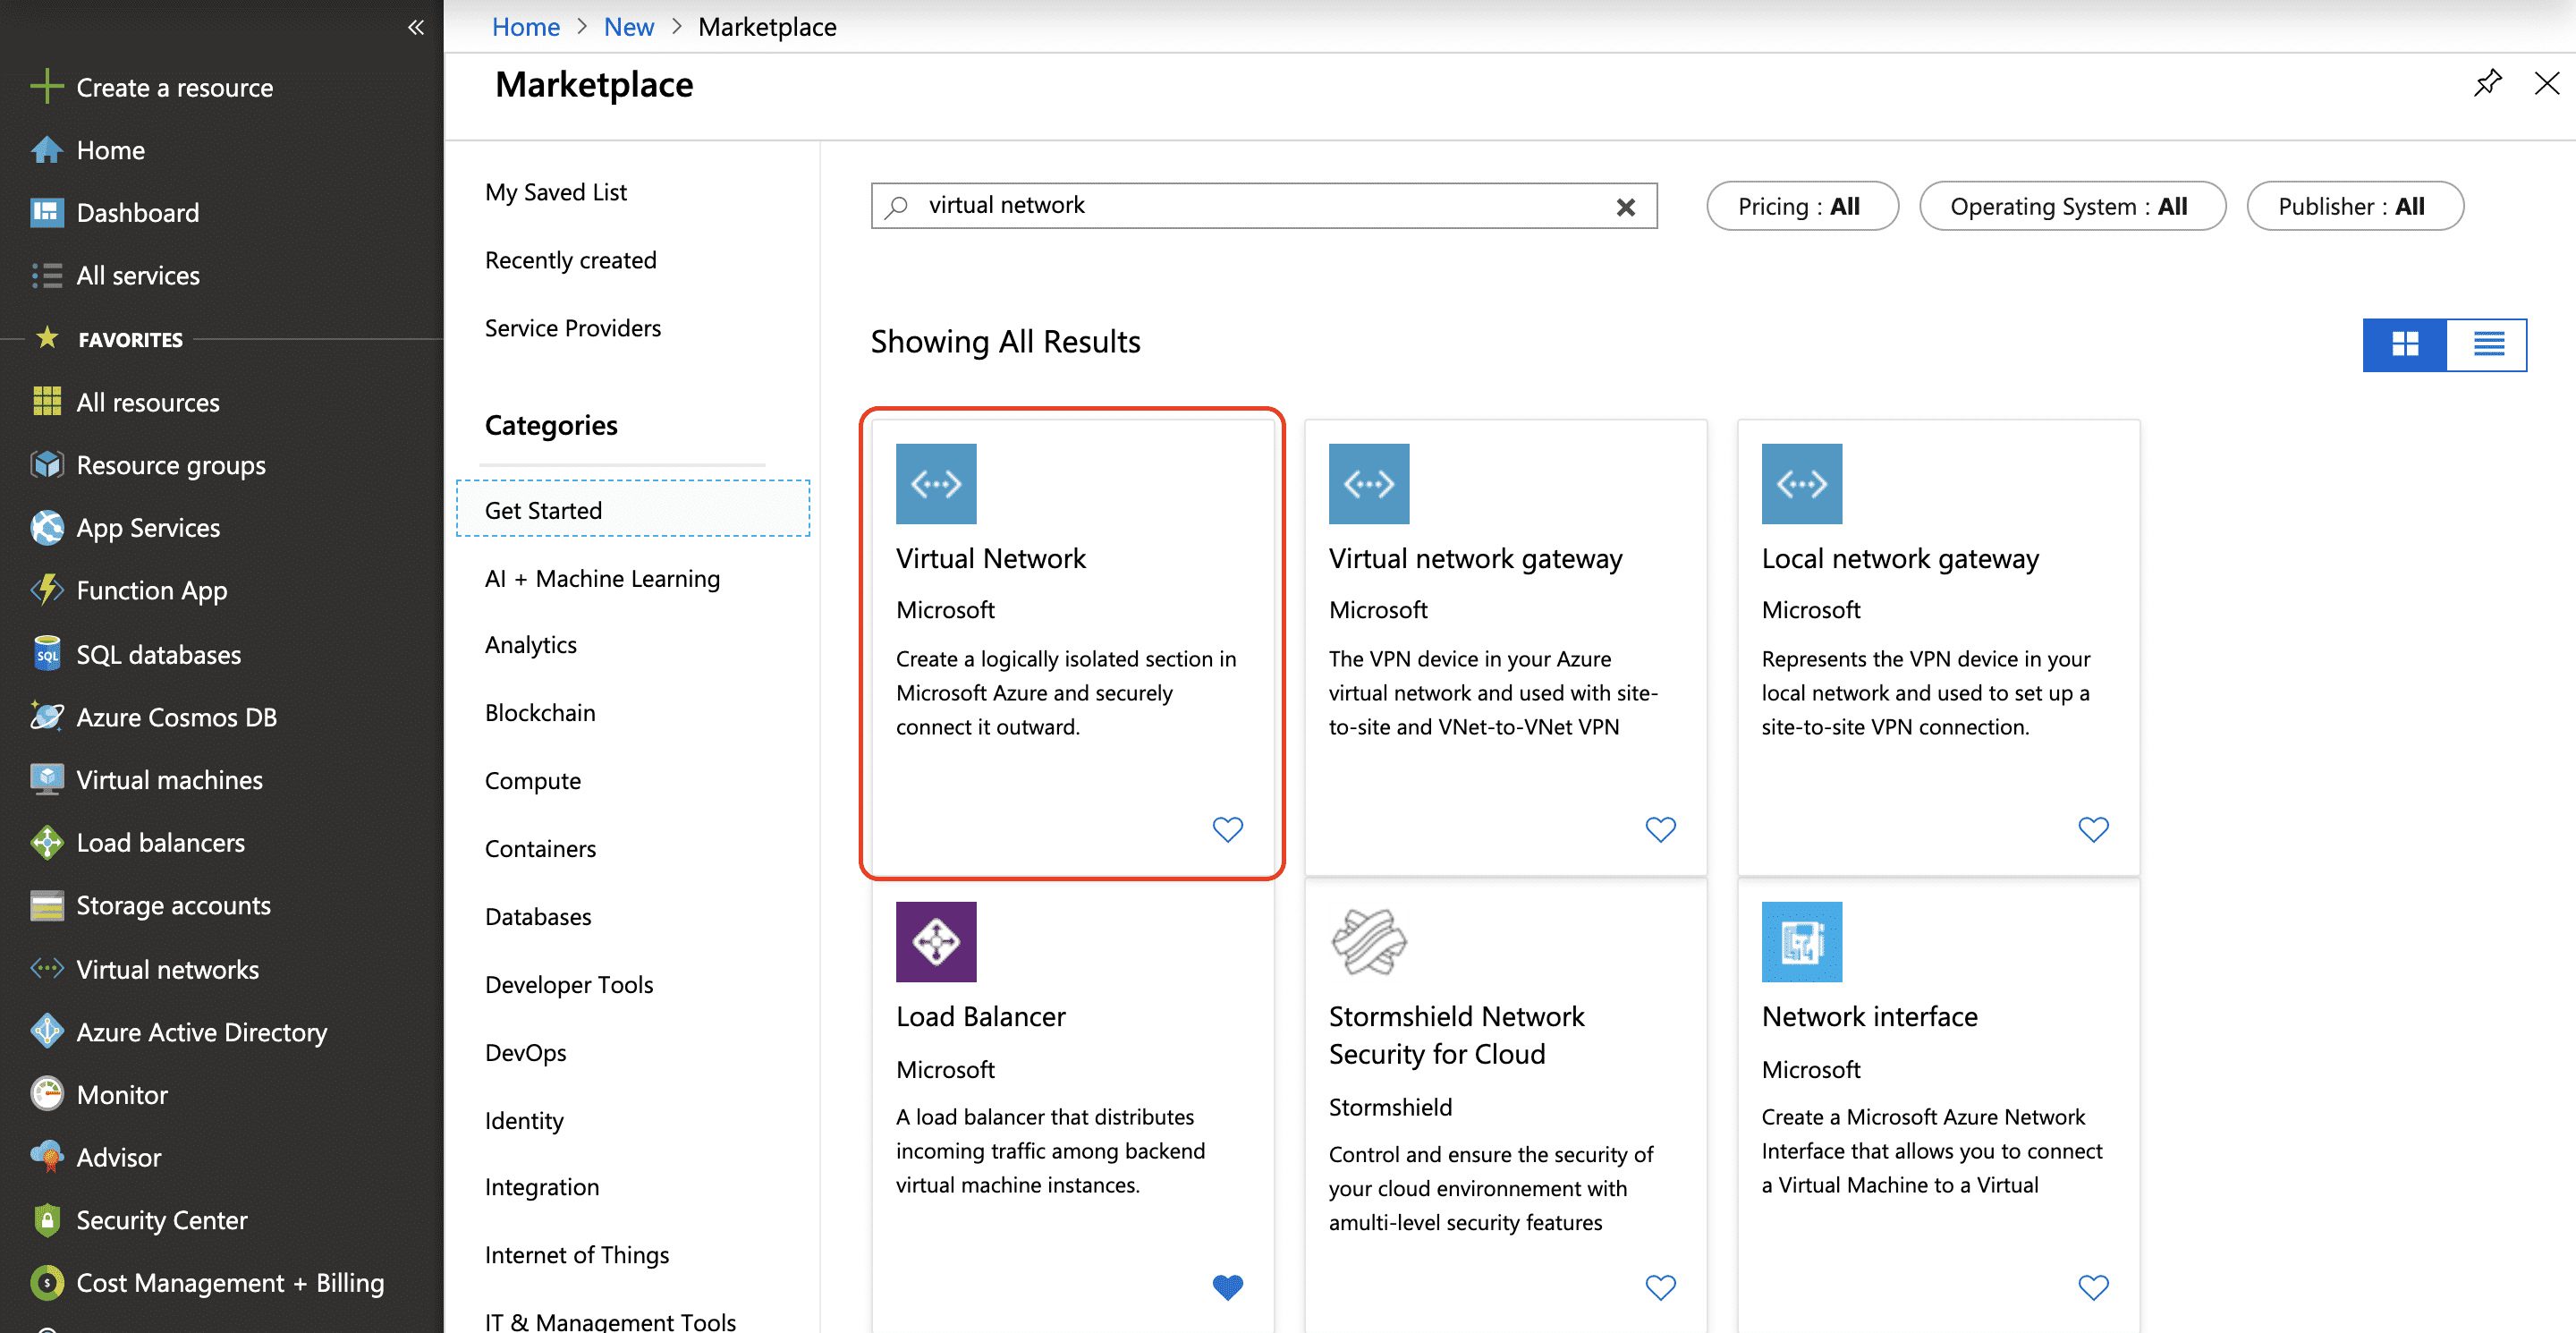 Create a resource
Home
Dashboard
All services
FAVORITES
All resources
Resource groups
App Services
Function App
SQL
SQL databases
Azure Cosmos DB
Virtual machines
Load balancers
Storage accounts
Virtual networks
Azure Active Directory
Monitor
Advisor
Security Center
$
Cost Management + Billing
Home > New > Marketplace
Marketplace
My Saved List
Recently created
Service Providers
Categories
Get Started
AI + Machine Learning
Analytics
Blockchain
Compute
Containers
Databases
Developer Tools
DevOps
Identity
Integration
Internet of Things
IT & Management Tools
virtual network
Pricing : All
Operating System : All
Publisher : All
Showing All Results
Virtual Network
Microsoft
Create a logically isolated section in
Microsoft Azure and securely
connect it outward.
Virtual network gateway
Microsoft
The VPN device in your Azure
virtual network and used with site-
to-site and VNet-to-VNet VPN
Local network gateway
Microsoft
Represents the VPN device in your
local network and used to set up a
site-to-site VPN connection.
Load Balancer
Microsoft
A load balancer that distributes
incoming traffic among backend
virtual machine instances.
Stormshield Network
Security for Cloud
Stormshield
Control and ensure the security of
your cloud environnement with
amulti-level security features
Network interface
Microsoft
Create a Microsoft Azure Network
Interface that allows you to connect
a Virtual Machine to a Virtual